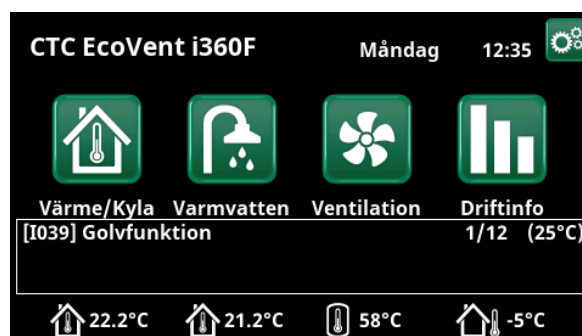 CTC EcoVent i360F Måndag 12:35
Värme/Kyla Varmvatten Ventilation Driftinfo
[I039] Golvfunktion 1/12 (25°C)
22.2°C 21.2°C 58°C -5°C